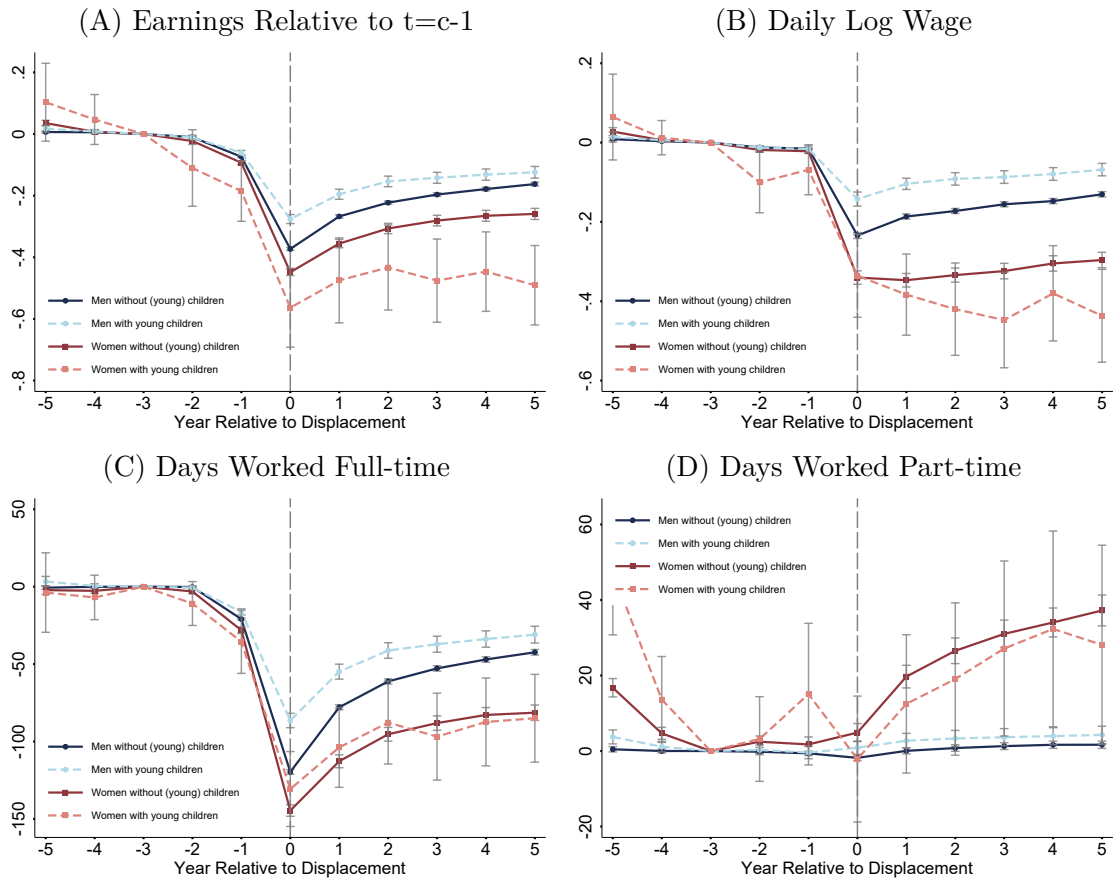 (A) Earnings Relative to t=c-1
.2
0
-.2
-.4
-.6
-.8
Men without (young) children
Men with young children
Women without (young) children
Women with young children
-5 -4 -3 -2 -1 0 1 2 3 4 5
Year Relative to Displacement
(B) Daily Log Wage
.2
0
-.2
-.4
-.6
Men without (young) children
Men with young children
Women without (young) children
Women with young children
-5 -4 -3 -2 -1 0 1 2 3 4 5
Year Relative to Displacement
(C) Days Worked Full-time
50
0
-50
-100
-150
Men without (young) children
Men with young children
Women without (young) children
Women with young children
-5 -4 -3 -2 -1 0 1 2 3 4 5
Year Relative to Displacement
(D) Days Worked Part-time
60
40
20
0
-20
Men without (young) children
Men with young children
Women without (young) children
Women with young children
-5 -4 -3 -2 -1 0 1 2 3 4 5
Year Relative to Displacement